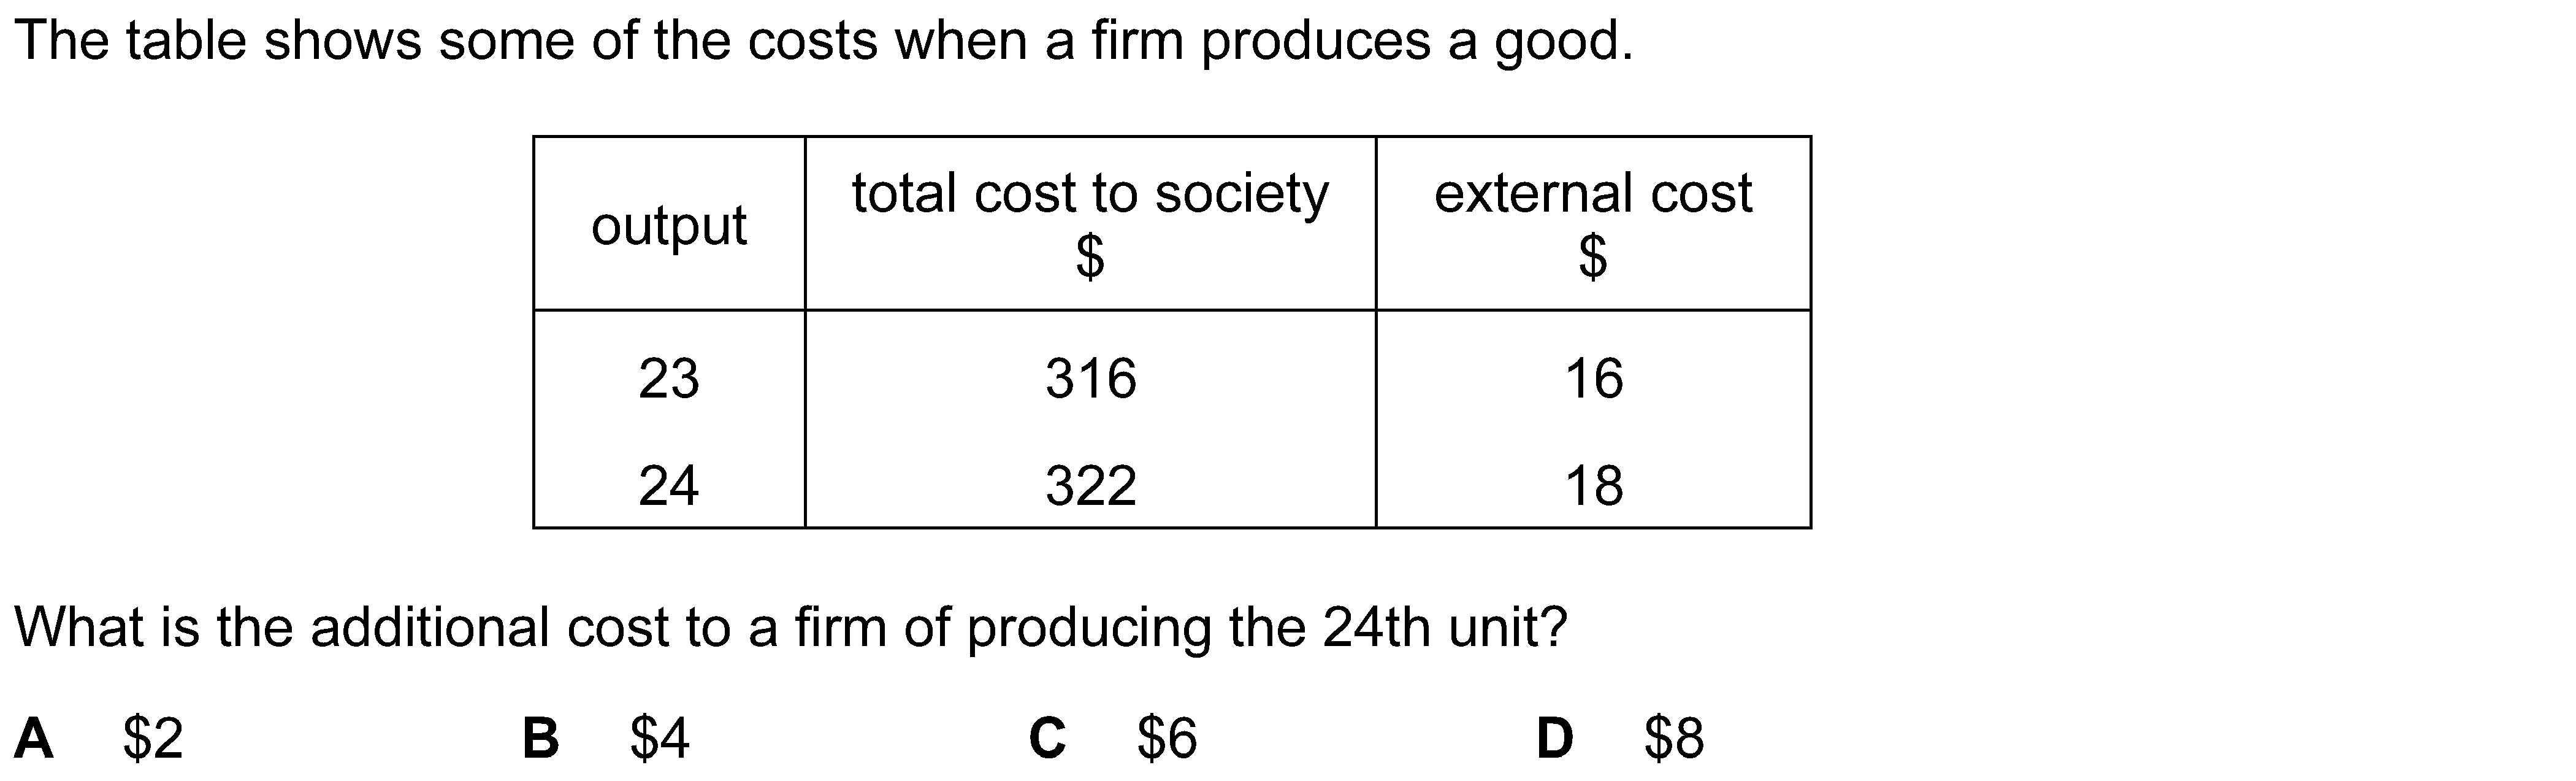 The table shows some of the costs when a firm produces a good.
output
total cost to society
$
external cost
$
23 316 16
24 322 18
What is the additional cost to a firm of producing the 24th unit?
A $2 B $4 C $6 D $8